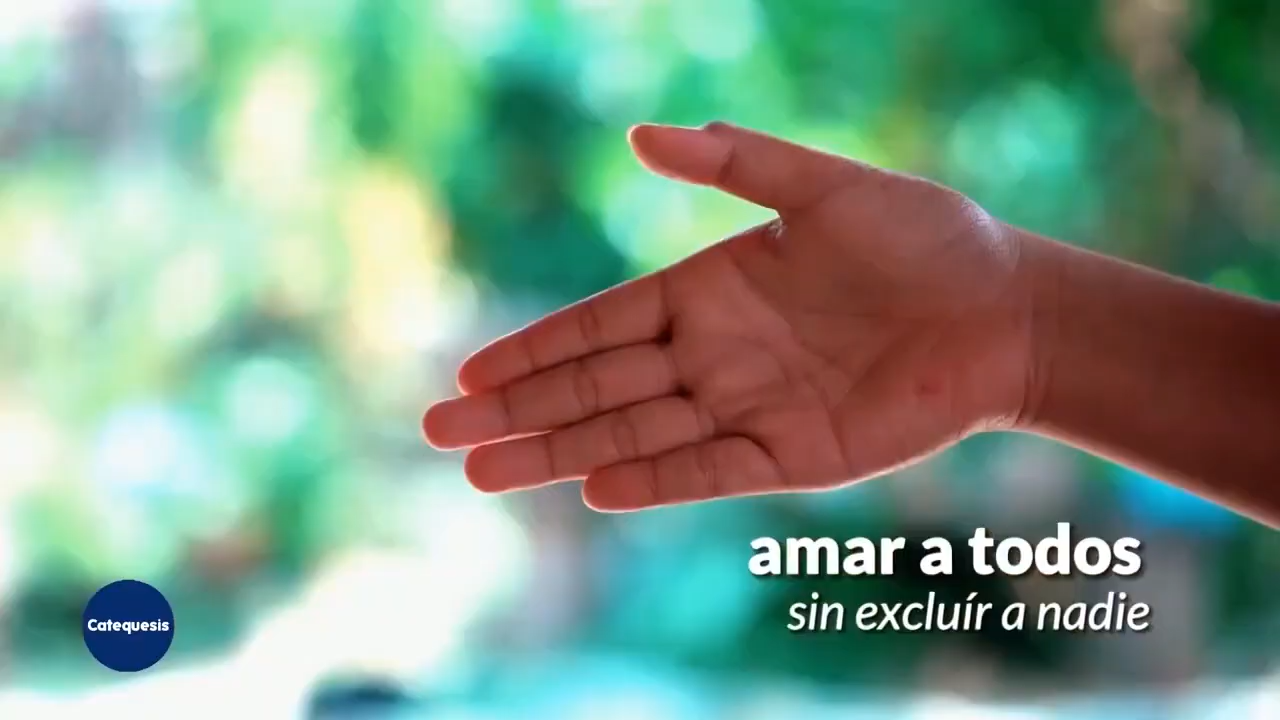 amar a todos
sin excluír a nadie
Catequesis